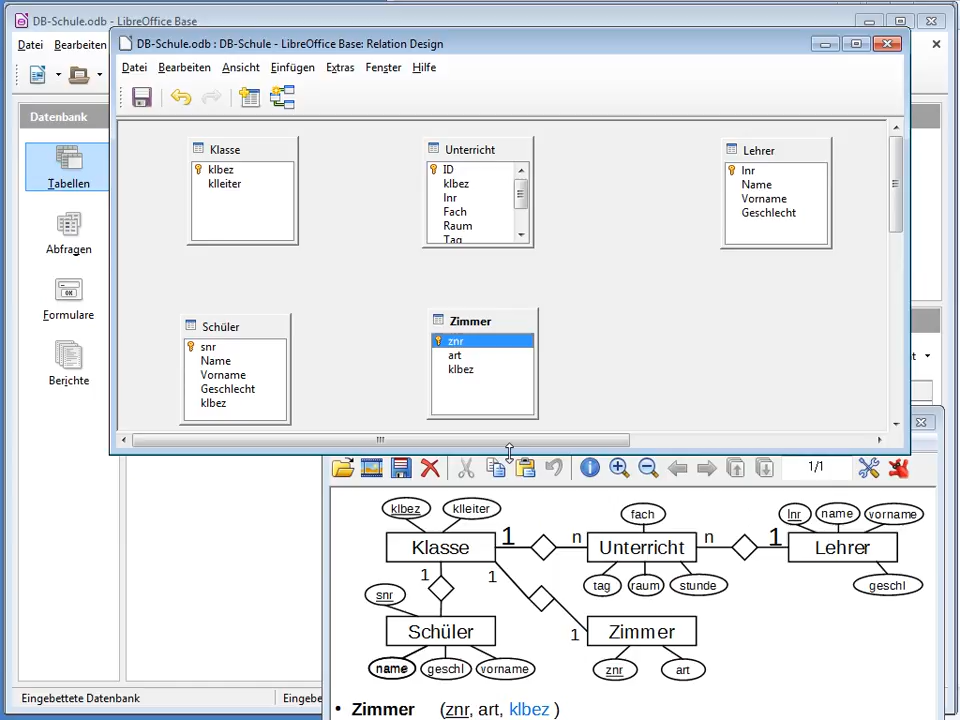 DB-Schule.odb - LibreOffice Base
Datei Bearbeiten
DB-Schule.odb : DB-Schule - LibreOffice Base: Relation Design
Datei Bearbeiten Ansicht Einfügen Extras Fenster Hilfe
Datenbank
Tabellen
Abfragen
Formulare
Berichte
Klasse
klbez
klleiter
Unterricht
ID
klbez
lnr
Fach
Raum
Tag
Lehrer
lnr
Name
Vorname
Geschlecht
Schüler
snr
Name
Vorname
Geschlecht
klbez
Zimmer
znr
art
klbez
1/1
klbez klleiter fach lnr name vorname
Klasse 1 n Unterricht n 1 Lehrer
1 1 tag raum stunde geschl
snr
Schüler 1 Zimmer
name geschl vorname znr art
• Zimmer (znr, art, klbez )
Eingebettete Datenbank Eingebe